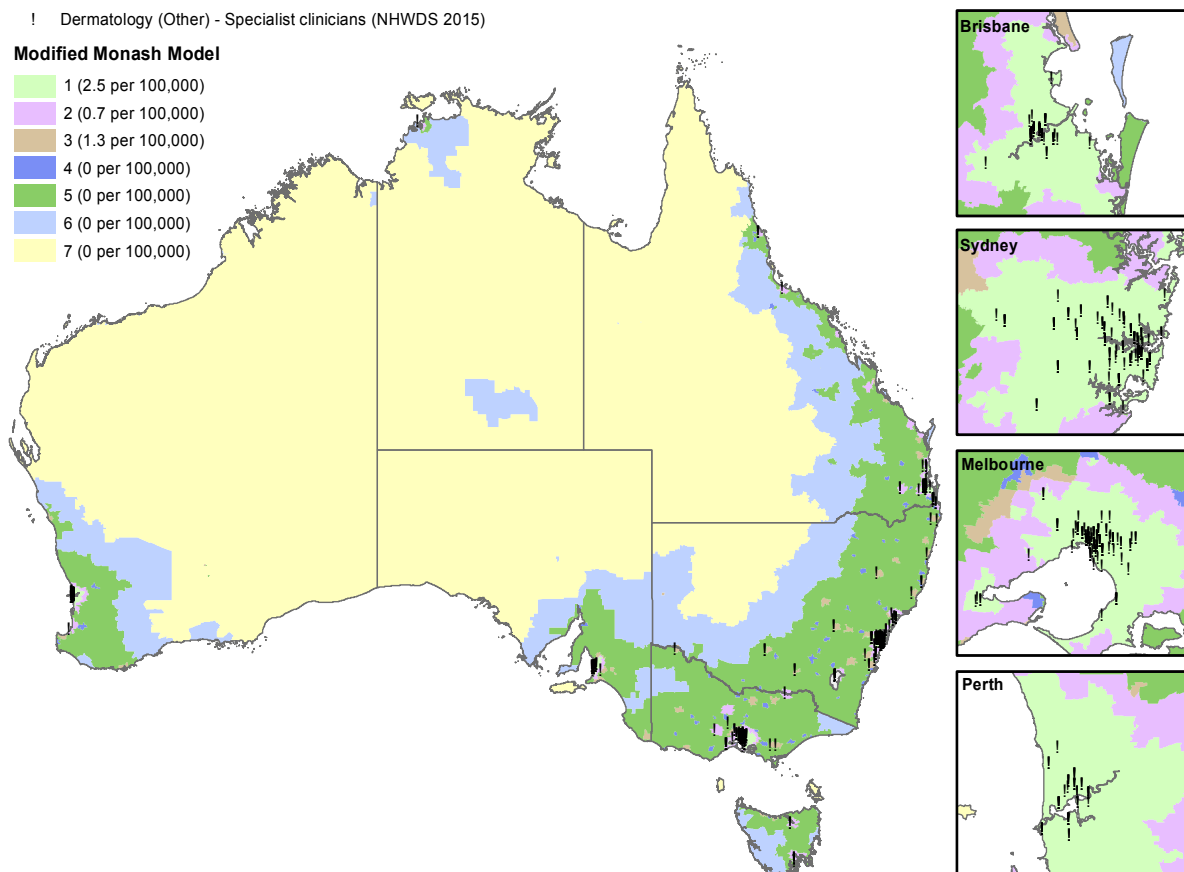 ! Dermatology (Other) - Specialist clinicians (NHWDS 2015)
Modified Monash Model
1 (2.5 per 100,000)
2 (0.7 per 100,000)
3 (1.3 per 100,000)
4 (0 per 100,000)
5 (0 per 100,000)
6 (0 per 100,000)
7 (0 per 100,000)
Brisbane
Sydney
Melbourne
Perth